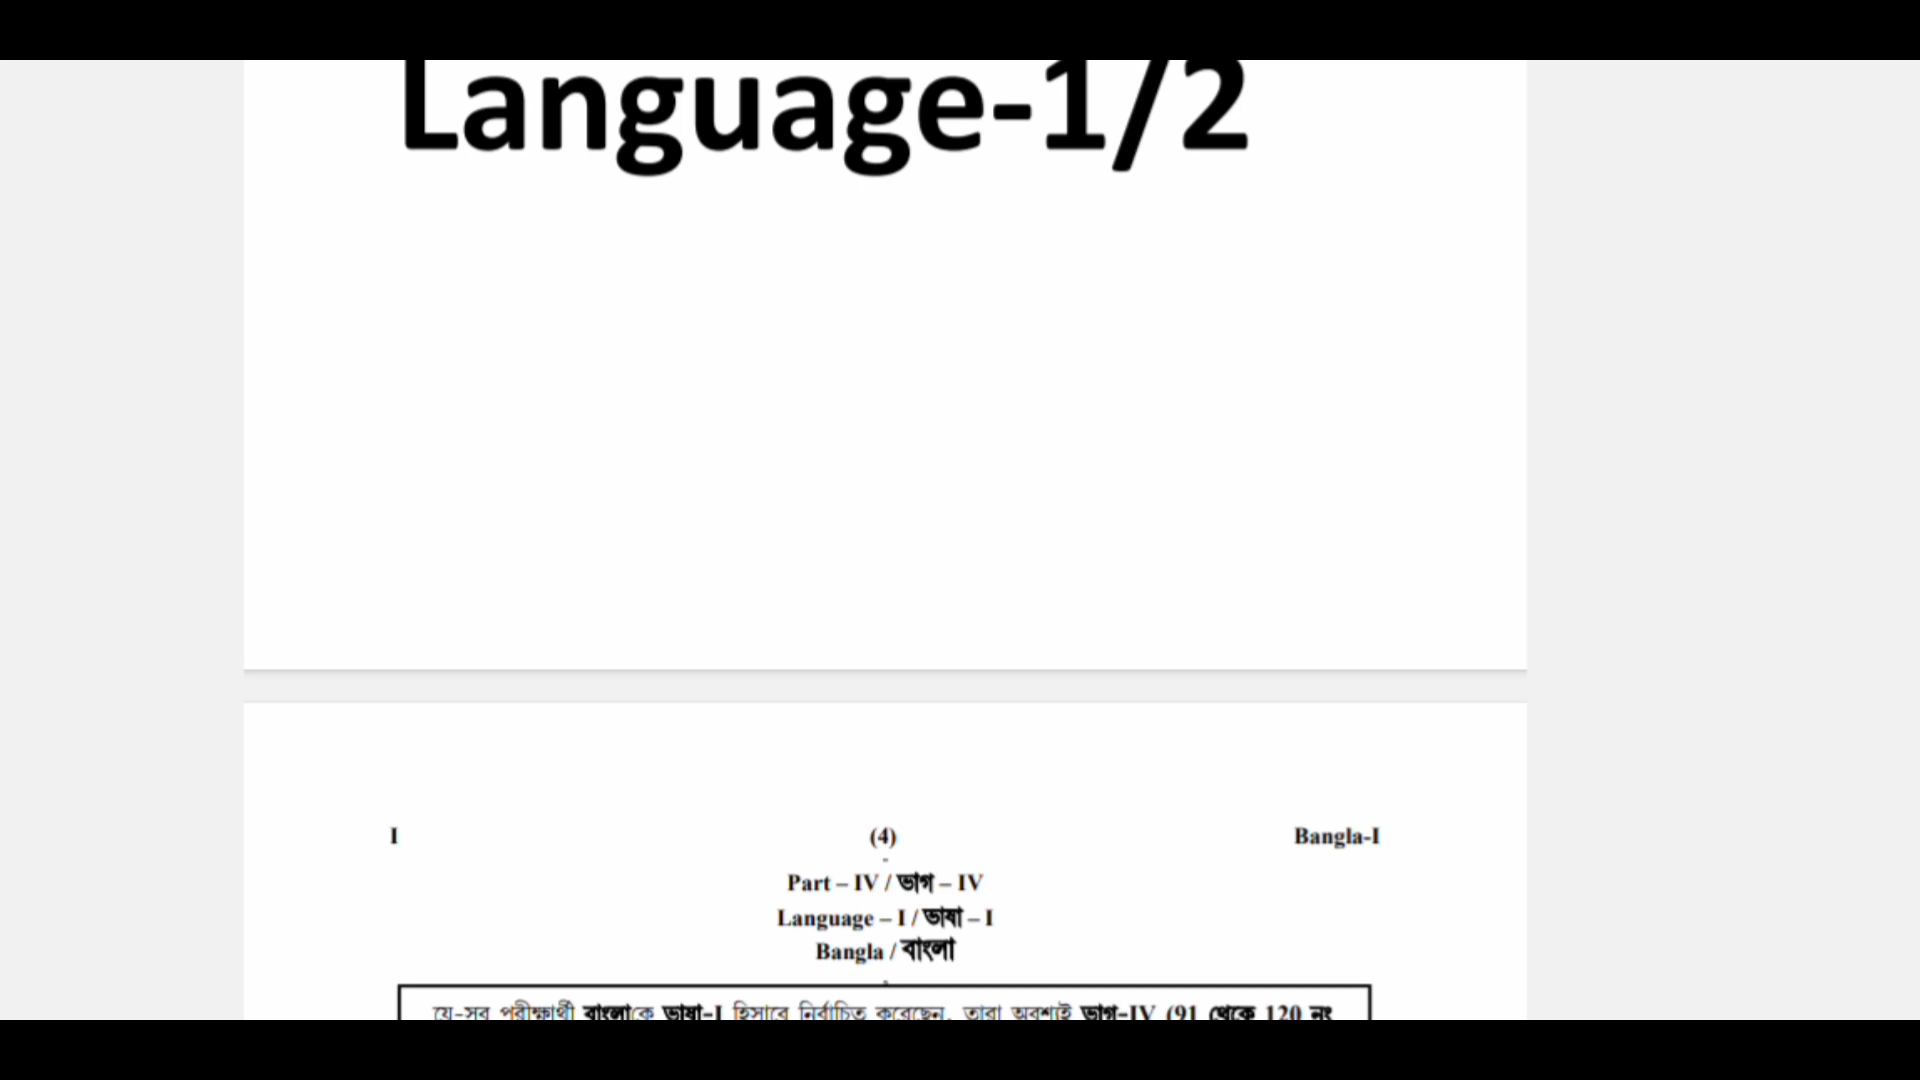 Language-1/2
I (4) Bangla-I
Part – IV / ভাগ – IV
Language – I / ভাষা – I
Bangla / বাংলা
যে-সব পরীক্ষার্থী বাংলাকে ভাষা-I হিসাবে নির্বাচিত করেছেন, তারা অবশ্যই ভাগ-IV (91 থেকে 120 নং